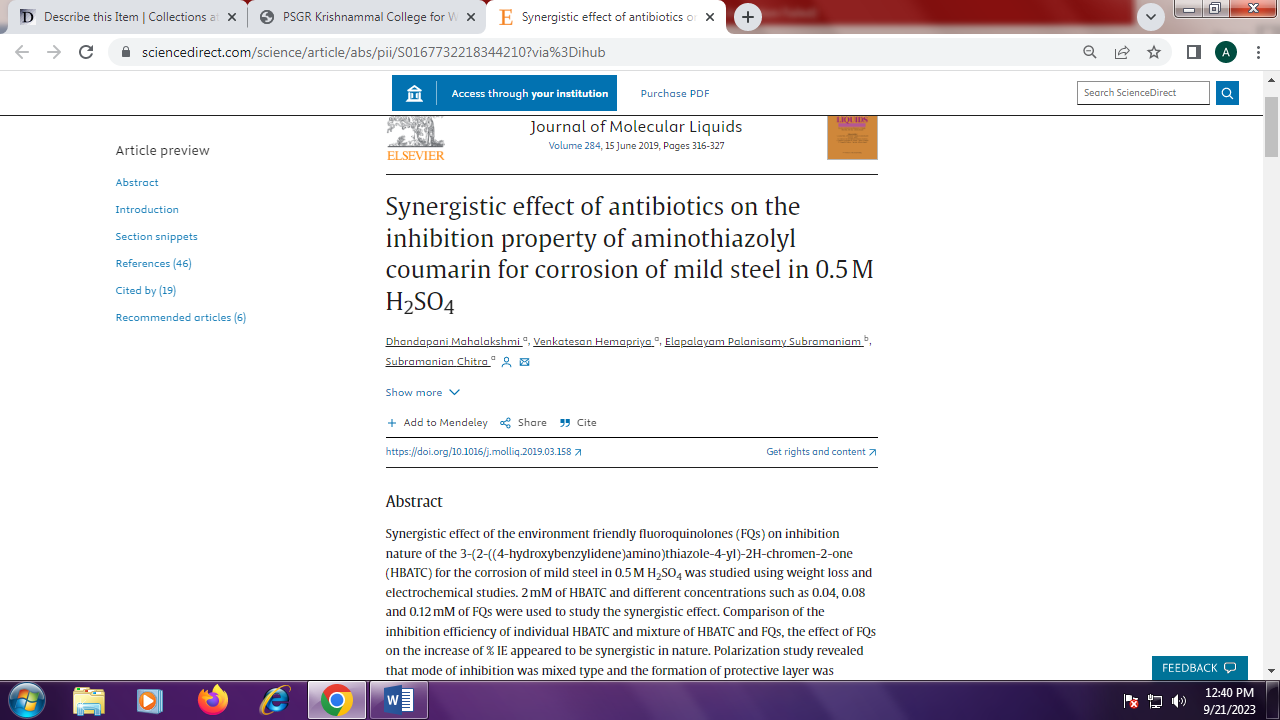 Describe this Item | Collections at
PSGR Krishnammal College for W
Synergistic effect of antibiotics o
sciencedirect.com/science/article/abs/pii/S0167732218344210?via%3Dihub
A
Access through your institution
Purchase PDF
Search ScienceDirect
ELSEVIER
Journal of Molecular Liquids
Volume 284, 15 June 2019, Pages 316-327
LIQUIDS
Article preview
Abstract
Introduction
Section snippets
References (46)
Cited by (19)
Recommended articles (6)
Synergistic effect of antibiotics on the
inhibition property of aminothiazolyl
coumarin for corrosion of mild steel in 0.5 M
H₂SO₄
Dhandapani Mahalakshmi ᵃ, Venkatesan Hemapriya ᵃ, Elapalayam Palanisamy Subramaniam ᵇ,
Subramanian Chitra ᵃ
Show more
Add to Mendeley Share Cite
https://doi.org/10.1016/j.molliq.2019.03.158
Get rights and content
Abstract
Synergistic effect of the environment friendly fluoroquinolones (FQs) on inhibition
nature of the 3-(2-((4-hydroxybenzylidene)amino)thiazole-4-yl)-2H-chromen-2-one
(HBATC) for the corrosion of mild steel in 0.5 M H₂SO₄ was studied using weight loss and
electrochemical studies. 2 mM of HBATC and different concentrations such as 0.04, 0.08
and 0.12 mM of FQs were used to study the synergistic effect. Comparison of the
inhibition efficiency of individual HBATC and mixture of HBATC and FQs, the effect of FQs
on the increase of % IE appeared to be synergistic in nature. Polarization study revealed
that mode of inhibition was mixed type and the formation of protective layer was
FEEDBACK
12:40 PM
9/21/2023